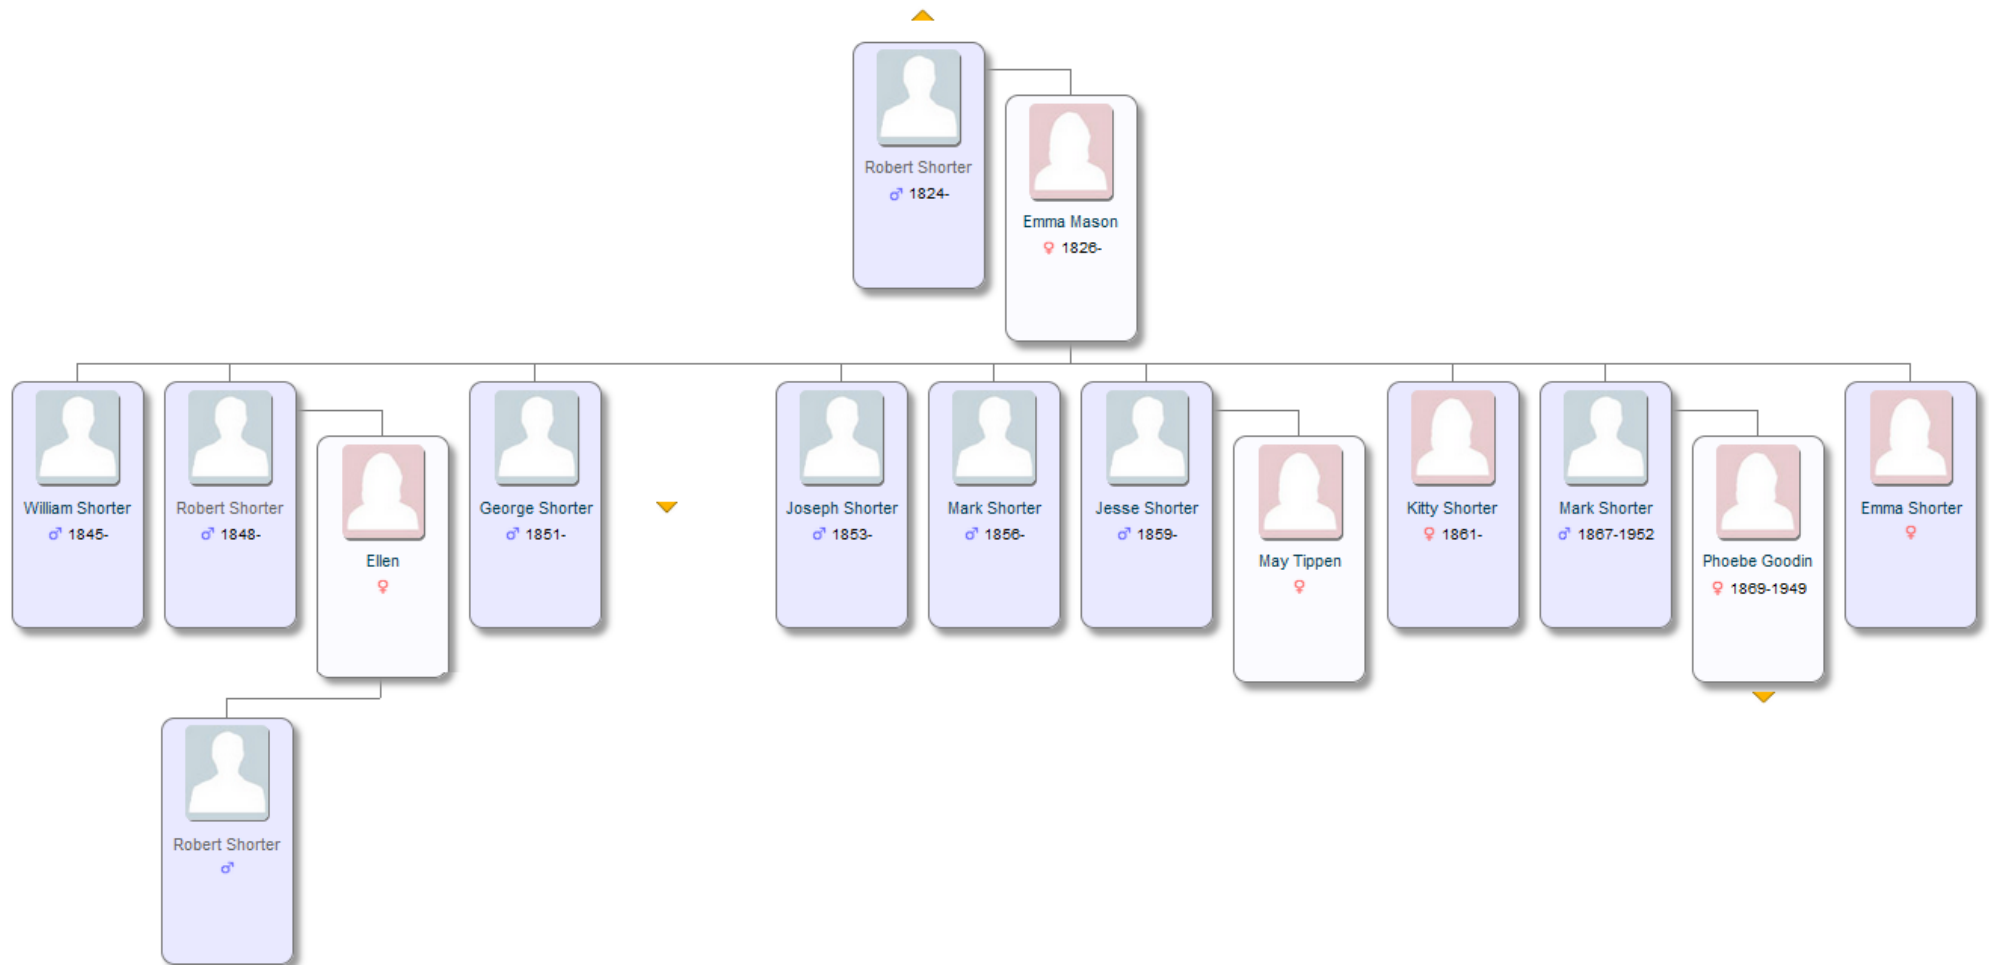 Robert Shorter
♂ 1824-
Emma Mason
♀ 1826-
William Shorter
♂ 1845-
Robert Shorter
♂ 1848-
Ellen
♀
George Shorter
♂ 1851-
Joseph Shorter
♂ 1853-
Mark Shorter
♂ 1856-
Jesse Shorter
♂ 1859-
May Tippen
♀
Kitty Shorter
♀ 1861-
Mark Shorter
♂ 1867-1952
Phoebe Goodin
♀ 1869-1949
Emma Shorter
♀
Robert Shorter
♂